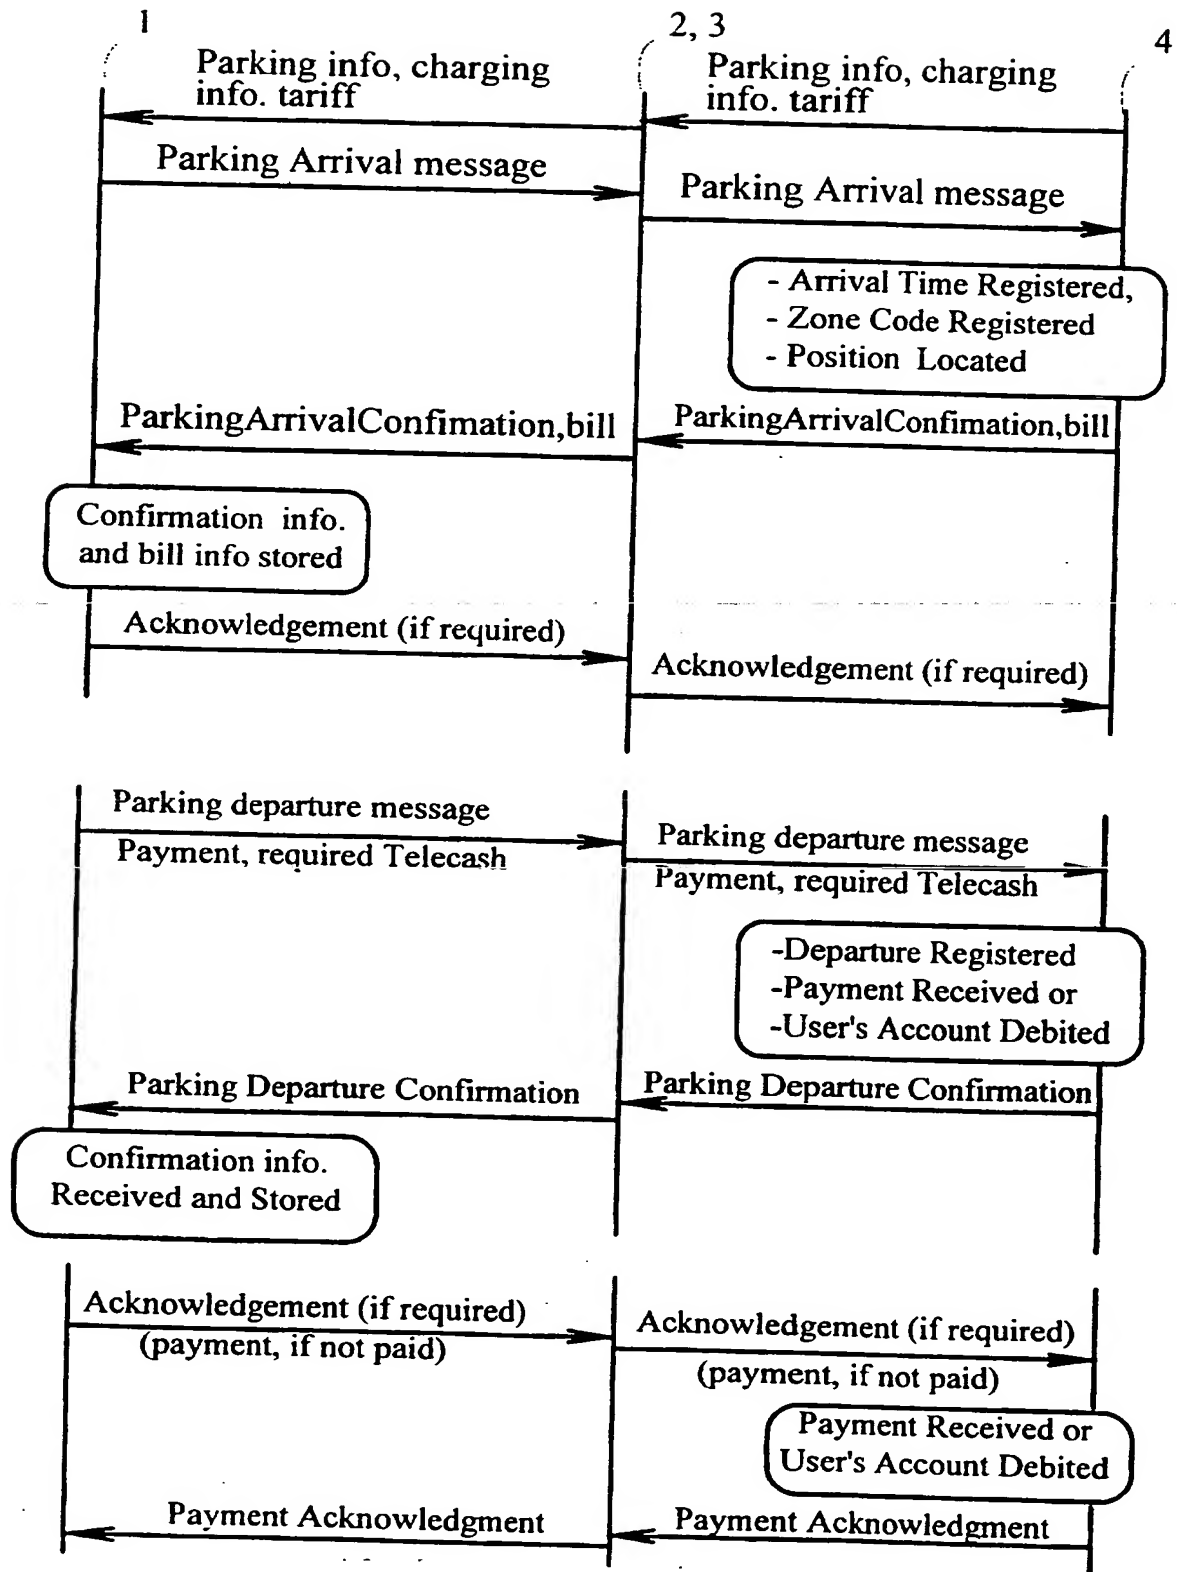 1
2, 3
4
Parking info, charging
info. tariff
Parking info, charging
info. tariff
Parking Arrival message
Parking Arrival message
- Arrival Time Registered,
- Zone Code Registered
- Position Located
ParkingArrivalConfimation,bill
ParkingArrivalConfimation,bill
Confirmation info.
and bill info stored
Acknowledgement (if required)
Acknowledgement (if required)
Parking departure message
Payment, required Telecash
Parking departure message
Payment, required Telecash
-Departure Registered
-Payment Received or
-User's Account Debited
Parking Departure Confirmation
Parking Departure Confirmation
Confirmation info.
Received and Stored
Acknowledgement (if required)
(payment, if not paid)
Acknowledgement (if required)
(payment, if not paid)
Payment Received or
User's Account Debited
Payment Acknowledgment
Payment Acknowledgment